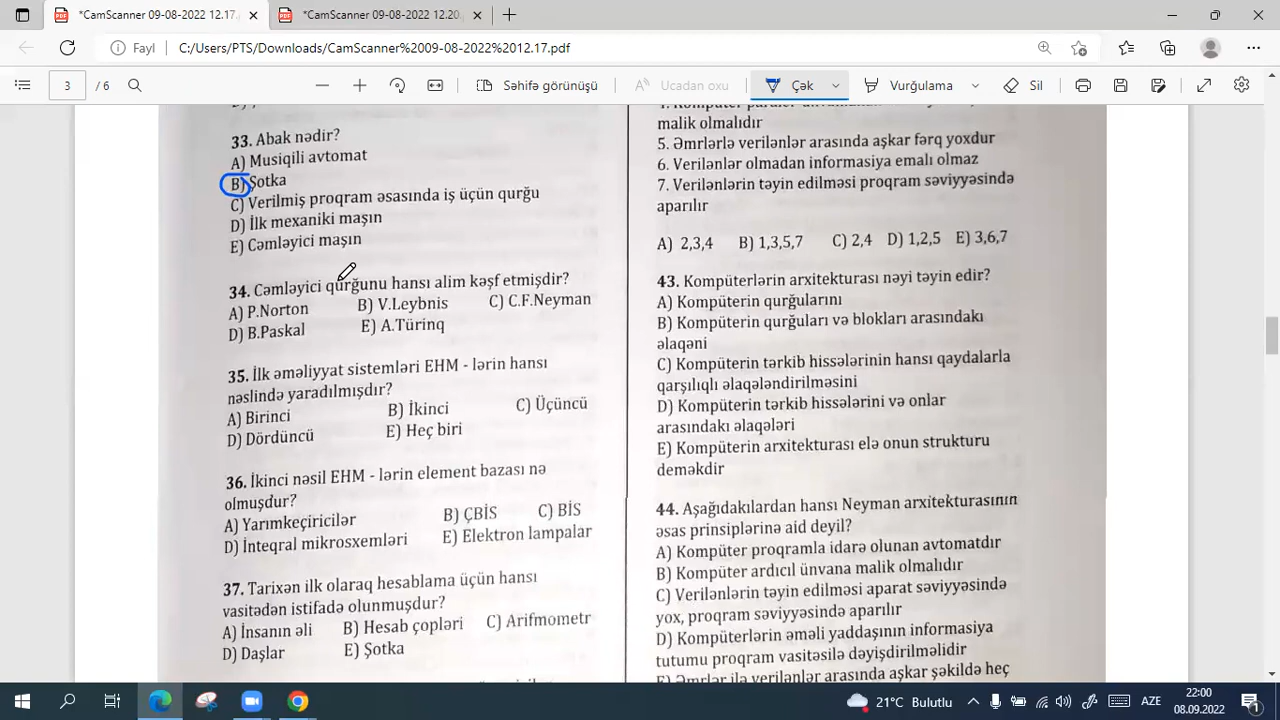 *CamScanner 09-08-2022 12.17.p
*CamScanner 09-08-2022 12.20.
Fayl
C:/Users/PTS/Downloads/CamScanner%2009-08-2022%2012.17.pdf
3 / 6
Səhifə görünüşü
Ucadan oxu
Çək
Vurğulama
Sil
33. Abak nədir?
A) Musiqili avtomat
B) Şotka
C) Verilmiş proqram əsasında iş üçün qurğu
D) İlk mexaniki maşın
E) Cəmləyici maşın
34. Cəmləyici qurğunu hansı alim kəşf etmişdir?
A) P.Norton B) V.Leybnis C) C.F.Neyman
D) B.Paskal E) A.Türinq
35. İlk əməliyyat sistemləri EHM - lərin hansı
nəslində yaradılmışdır?
A) Birinci B) İkinci C) Üçüncü
D) Dördüncü E) Heç biri
36. İkinci nəsil EHM - lərin element bazası nə
olmuşdur?
A) Yarımkeçiricilər B) ÇBİS C) BİS
D) İnteqral mikrosxemləri E) Elektron lampalar
37. Tarixən ilk olaraq hesablama üçün hansı
vasitədən istifadə olunmuşdur?
A) İnsanın əli B) Hesab çopləri C) Arifmometr
D) Daşlar E) Şotka
malik olmalıdır
5. Əmrlərlə verilənlər arasında aşkar fərq yoxdur
6. Verilənlər olmadan informasiya emalı olmaz
7. Verilənlərin təyin edilməsi proqram səviyyəsində
aparılır
A) 2,3,4 B) 1,3,5,7 C) 2,4 D) 1,2,5 E) 3,6,7
43. Kompüterlərin arxitekturası nəyi təyin edir?
A) Kompüterin qurğularını
B) Kompüterin qurğuları və blokları arasındakı
əlaqəni
C) Kompüterin tərkib hissələrinin hansı qaydalarla
qarşılıqlı əlaqələndirilməsini
D) Kompüterin tərkib hissələrini və onlar
arasındakı əlaqələri
E) Kompüterin arxitekturası elə onun strukturu
deməkdir
44. Aşağıdakılardan hansı Neyman arxitekturasının
əsas prinsiplərinə aid deyil?
A) Kompüter proqramla idarə olunan avtomatdır
B) Kompüter ardıcıl ünvana malik olmalıdır
C) Verilənlərin təyin edilməsi aparat səviyyəsində
yox, proqram səviyyəsində aparılır
D) Kompüterlərin əməli yaddaşının informasiya
tutumu proqram vasitəsilə dəyişdirilməlidir
E) Əmrlər ilə verilənlər arasında aşkar şəkildə heç
21°C Bulutlu
AZE
22:00
08.09.2022
1